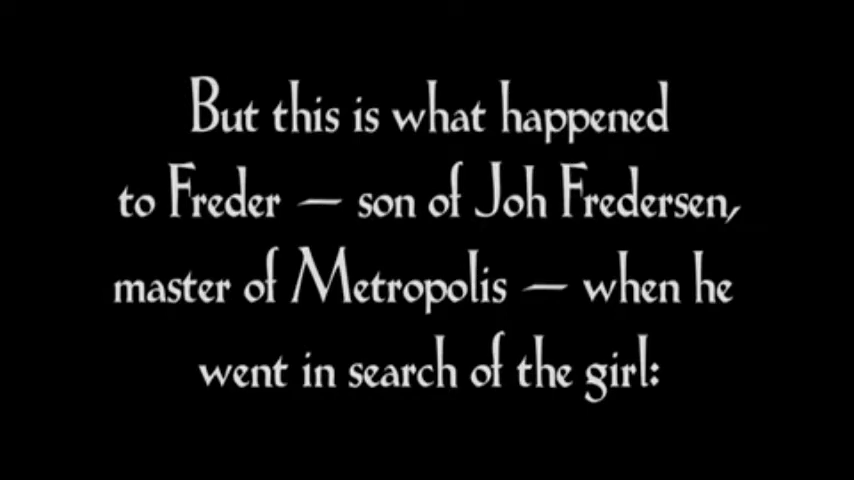 But this is what happened
to Freder — son of Joh Fredersen,
master of Metropolis — when he
went in search of the girl: